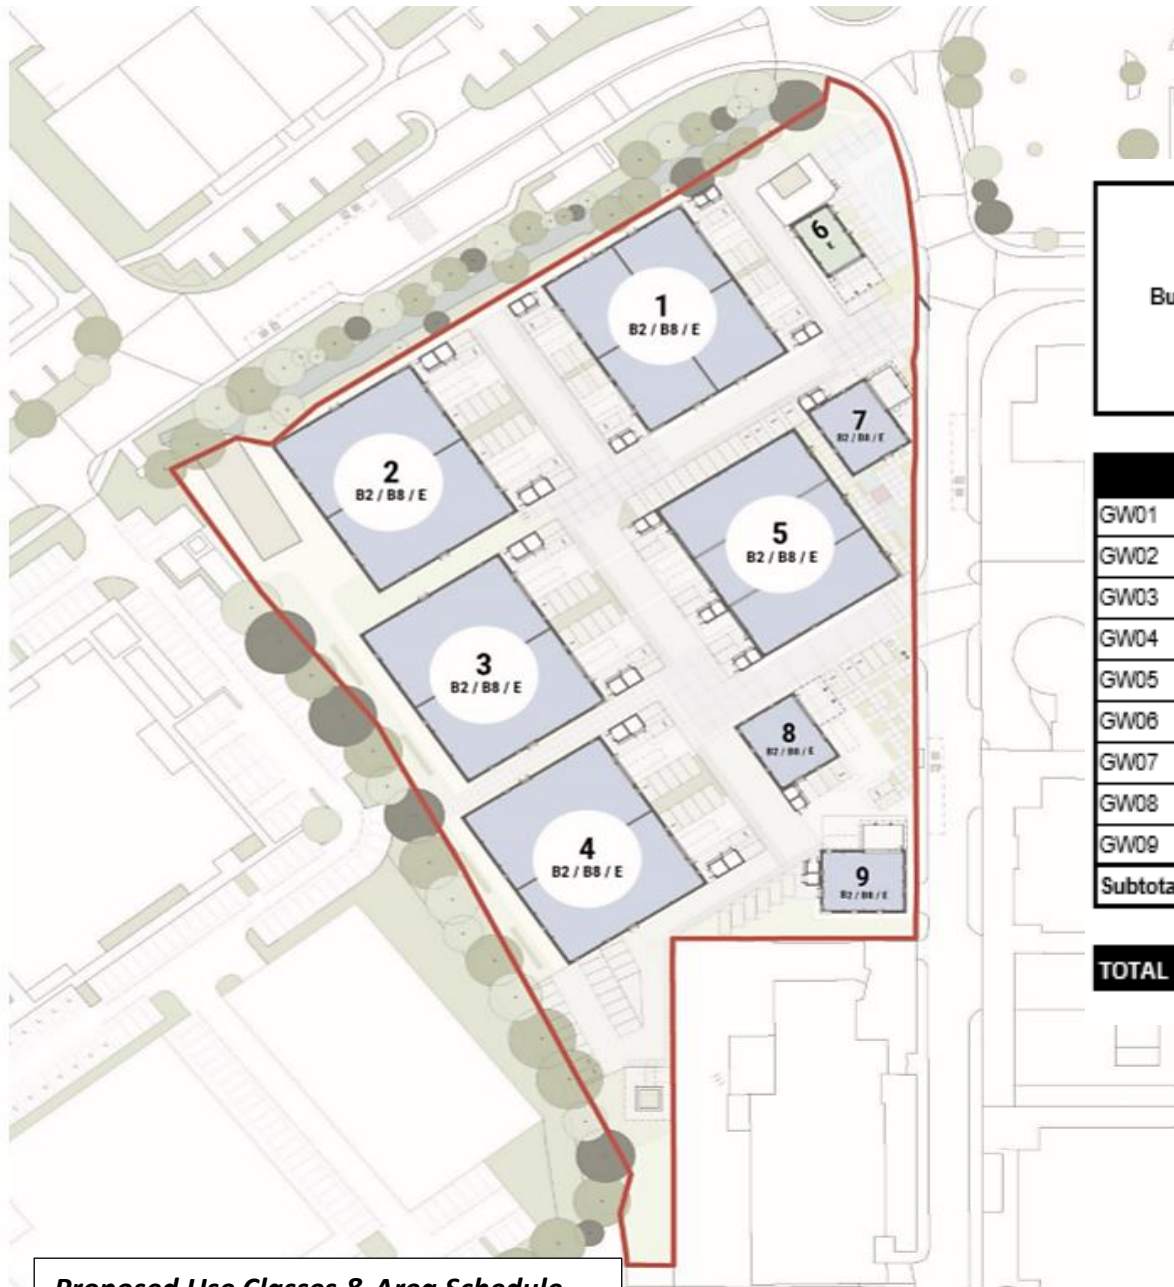 6
E
1
B2 / B8 / E
Bu
7
B2 / B8 / E
2
B2 / B8 / E
5
B2 / B8 / E
GW01
GW02
GW03
GW04
GW05
GW06
GW07
GW08
GW09
Subtota
TOTAL
3
B2 / B8 / E
8
B2 / B8 / E
4
B2 / B8 / E
9
B2 / B8 / E
Proposed Use Classes & Area Schedule